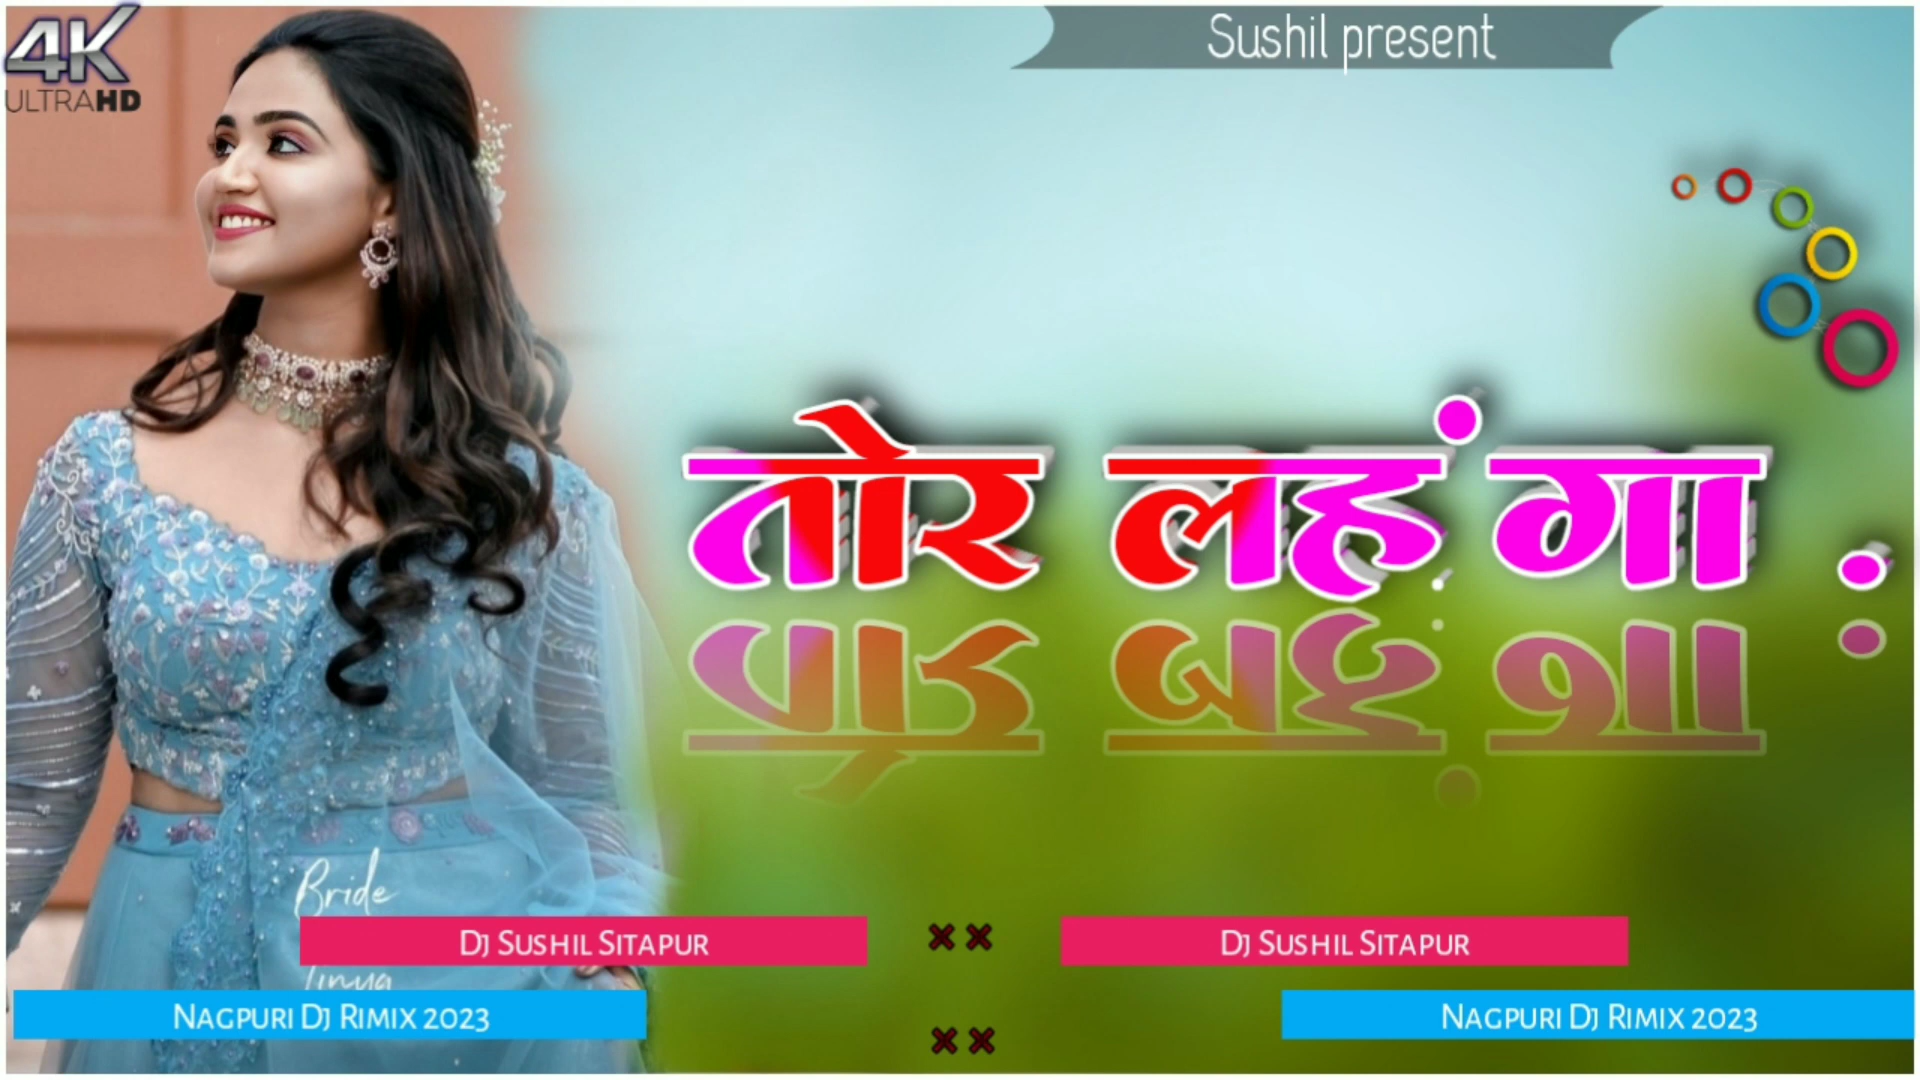 4K
ULTRAHD
Sushil present
तोर लहंगा .
Bride
Dj Sushil Sitapur
Dj Sushil Sitapur
Nagpuri Dj Rimix 2023
Nagpuri Dj Rimix 2023